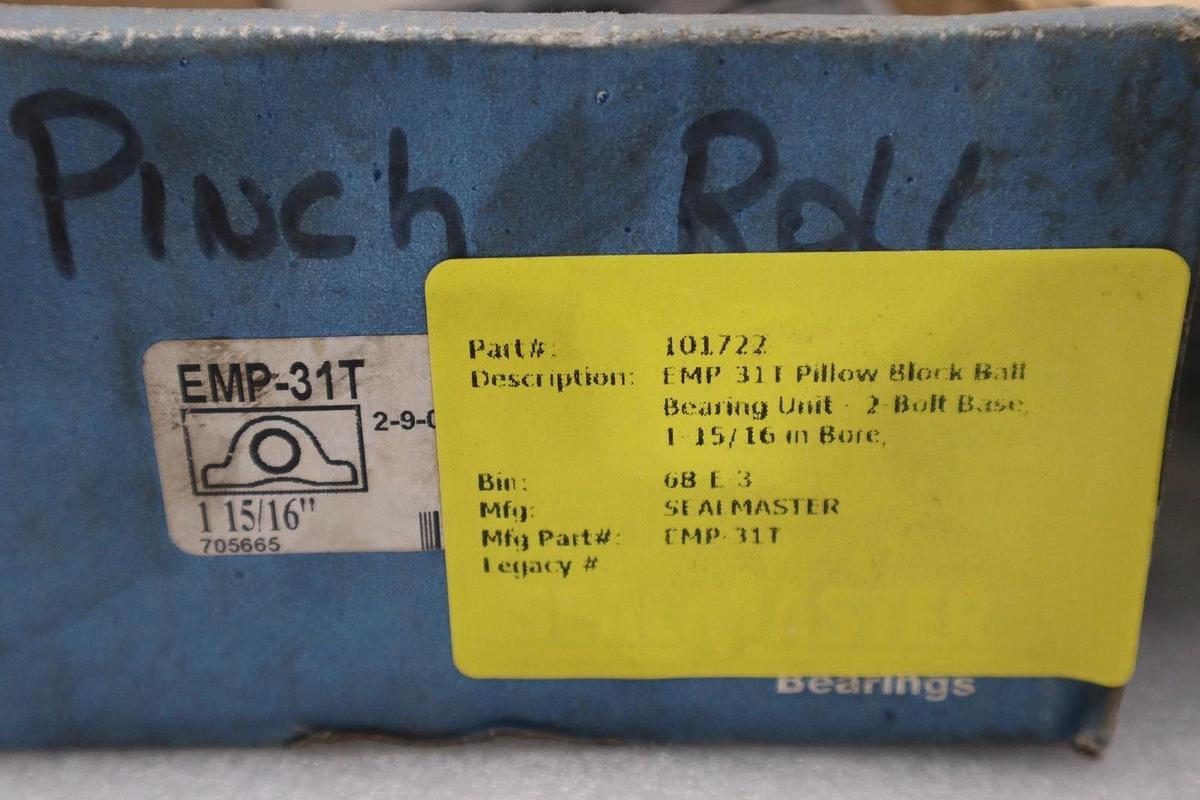 Pinch Roll
EMP-31T
2-9-0
1 15/16"
705665
Part#: 101722
Description: EMP-31T Pillow Block Ball
Bearing Unit - 2-Bolt Base,
1-15/16 in Bore,
Bin: 6B-E-3
Mfg: SEALMASTER
Mfg Part#: EMP-31T
Legacy #
Bearings